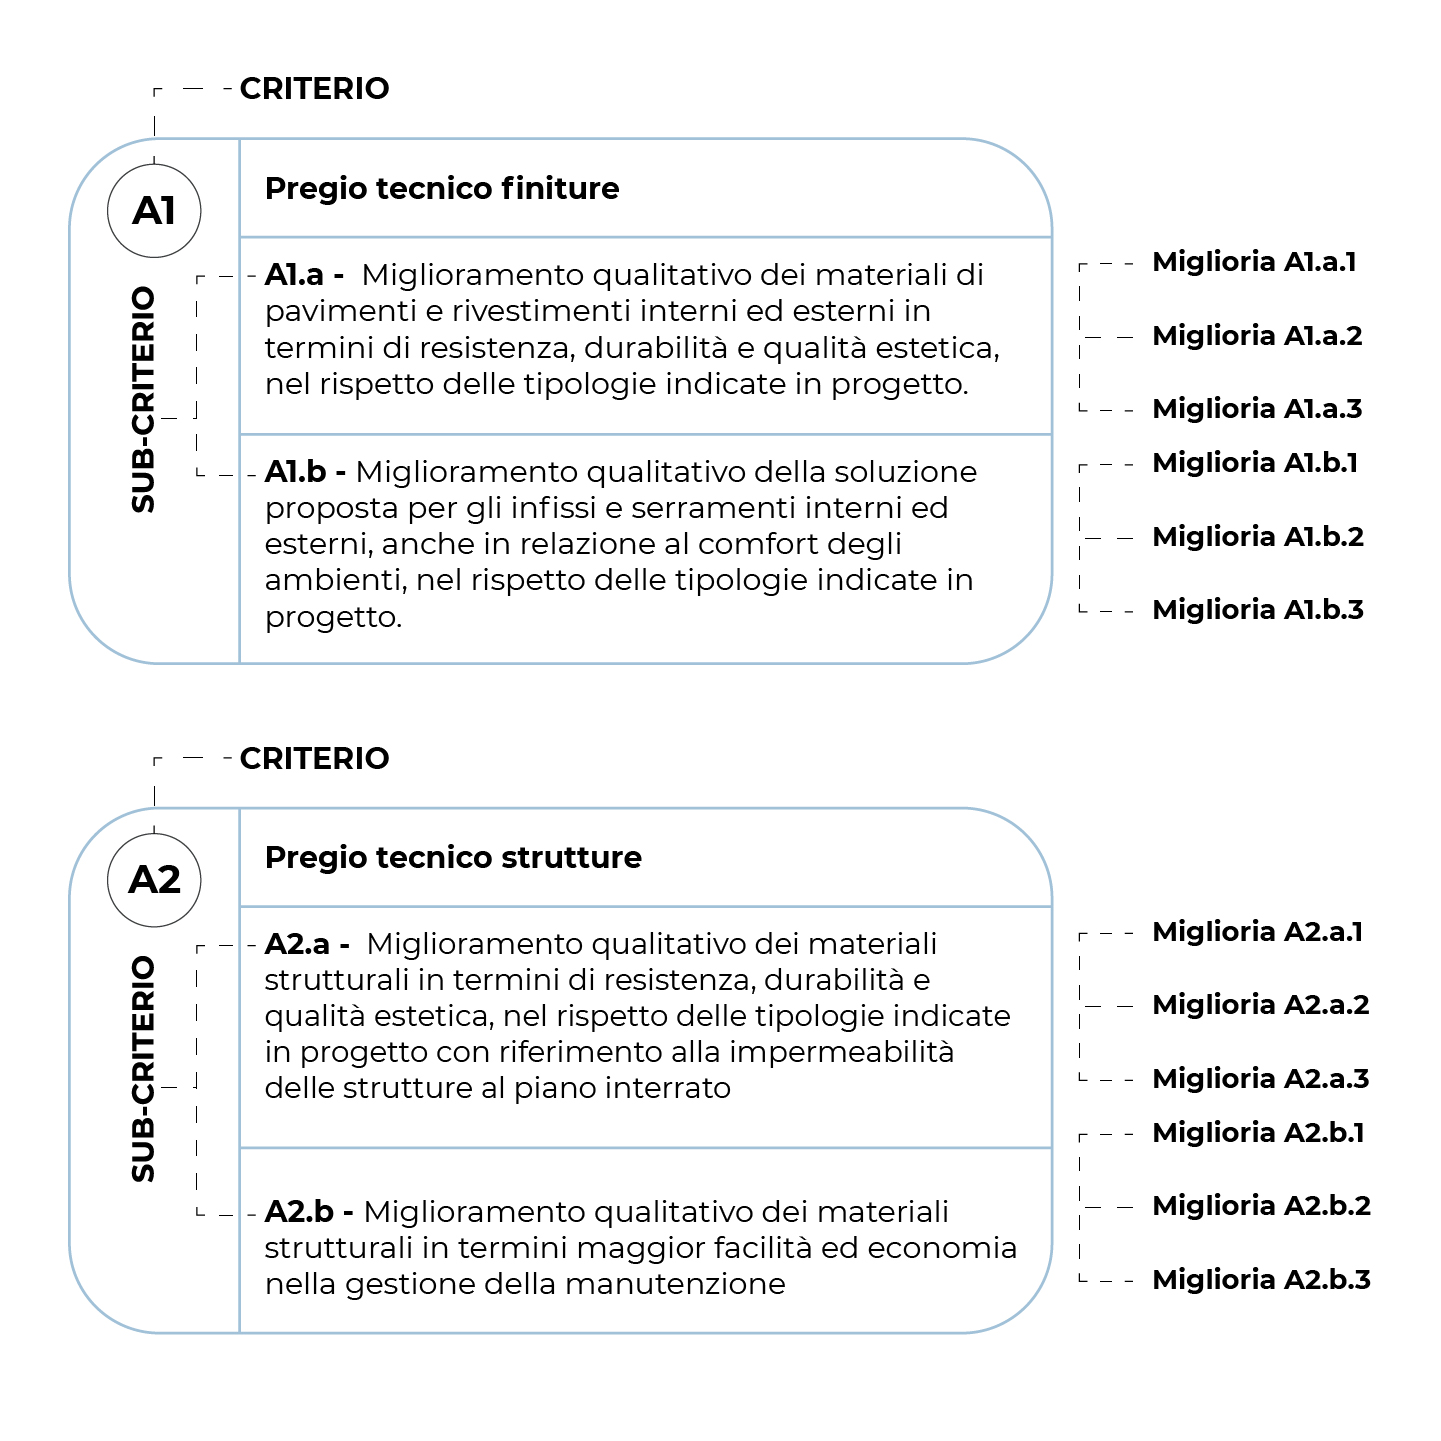 CRITERIO
A1
Pregio tecnico finiture
SUB-CRITERIO
A1.a -  Miglioramento qualitativo dei materiali di
pavimenti e rivestimenti interni ed esterni in
termini di resistenza, durabilità e qualità estetica,
nel rispetto delle tipologie indicate in progetto.
Miglioria A1.a.1
Miglioria A1.a.2
Miglioria A1.a.3
A1.b - Miglioramento qualitativo della soluzione
proposta per gli infissi e serramenti interni ed
esterni, anche in relazione al comfort degli
ambienti, nel rispetto delle tipologie indicate in
progetto.
Miglioria A1.b.1
Miglioria A1.b.2
Miglioria A1.b.3
CRITERIO
A2
Pregio tecnico strutture
SUB-CRITERIO
A2.a -  Miglioramento qualitativo dei materiali
strutturali in termini di resistenza, durabilità e
qualità estetica, nel rispetto delle tipologie indicate
in progetto con riferimento alla impermeabilità
delle strutture al piano interrato
Miglioria A2.a.1
Miglioria A2.a.2
Miglioria A2.a.3
A2.b - Miglioramento qualitativo dei materiali
strutturali in termini maggior facilità ed economia
nella gestione della manutenzione
Miglioria A2.b.1
Miglioria A2.b.2
Miglioria A2.b.3